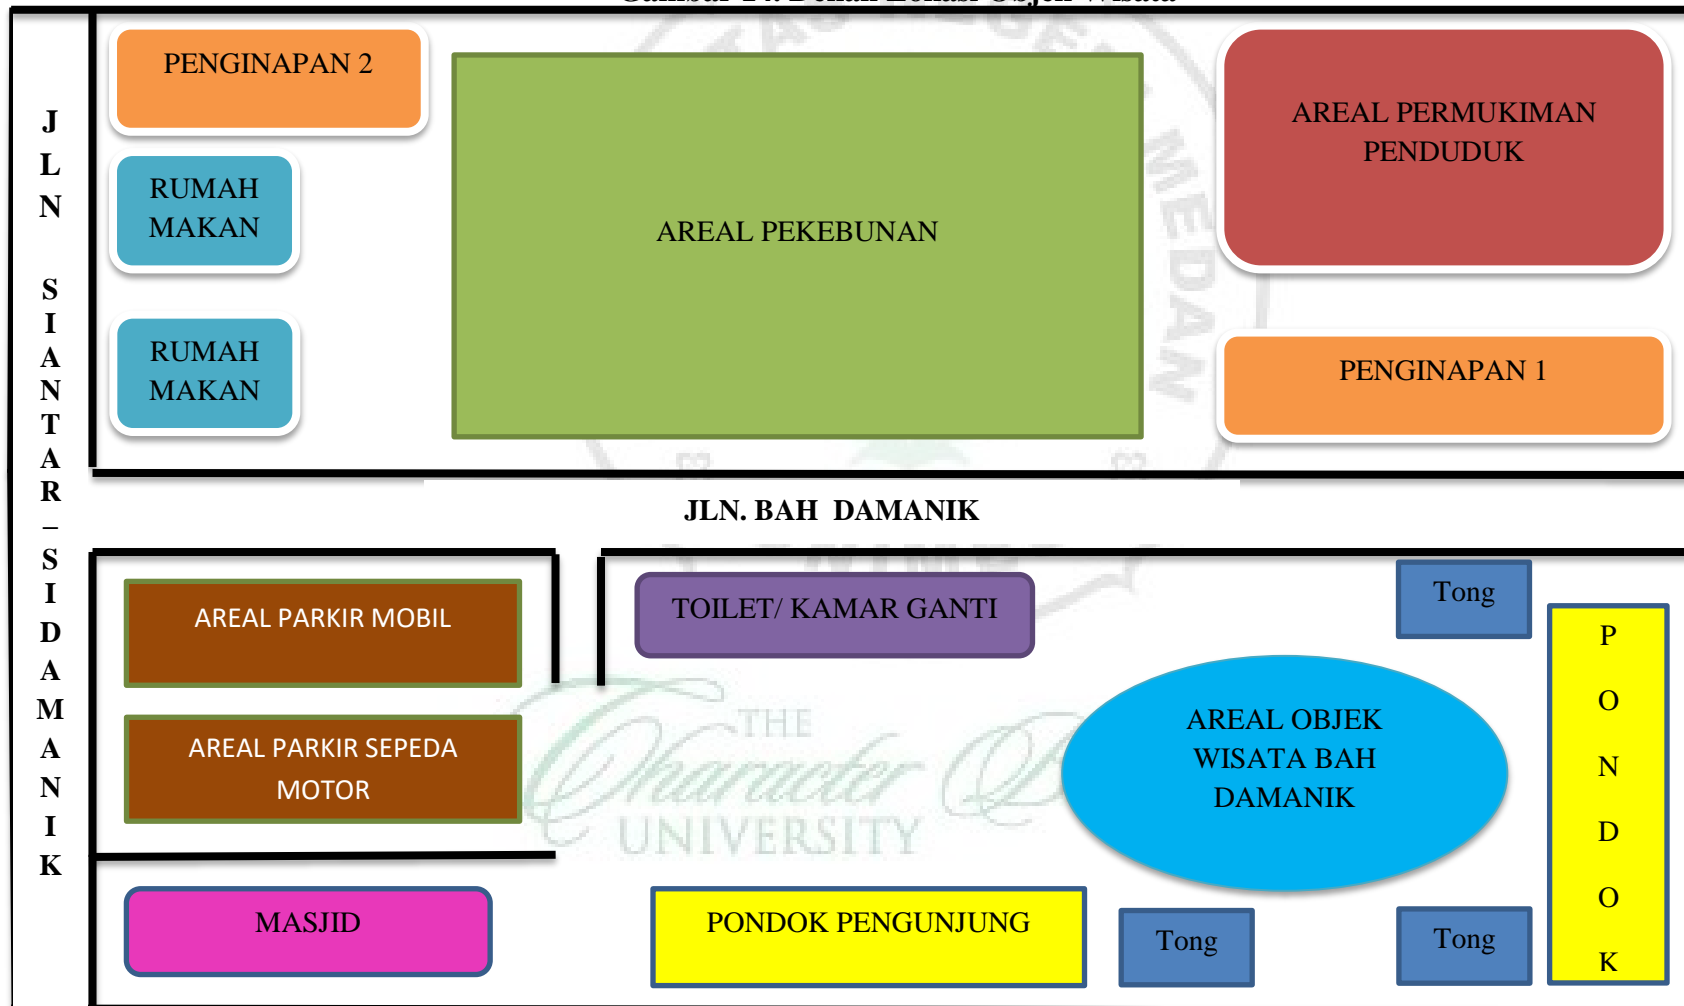 PENGINAPAN 2
AREAL PERMUKIMAN
PENDUDUK
RUMAH
MAKAN
AREAL PEKEBUNAN
RUMAH
MAKAN
PENGINAPAN 1
JLN SIANTAR – SIDAMANIK
JLN. BAH DAMANIK
AREAL PARKIR MOBIL
TOILET/ KAMAR GANTI
Tong
PONDOK
AREAL PARKIR SEPEDA
MOTOR
AREAL OBJEK
WISATA BAH
DAMANIK
MASJID
PONDOK PENGUNJUNG
Tong
Tong
MEDAN
THE
Character
UNIVERSITY